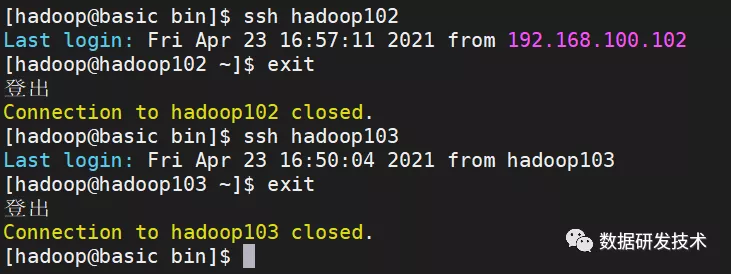 [hadoop@basic bin]$ ssh hadoop102
Last login: Fri Apr 23 16:57:11 2021 from 192.168.100.102
[hadoop@hadoop102 ~]$ exit
登出
Connection to hadoop102 closed.
[hadoop@basic bin]$ ssh hadoop103
Last login: Fri Apr 23 16:50:04 2021 from hadoop103
[hadoop@hadoop103 ~]$ exit
登出
Connection to hadoop103 closed.
[hadoop@basic bin]$
数据研发技术